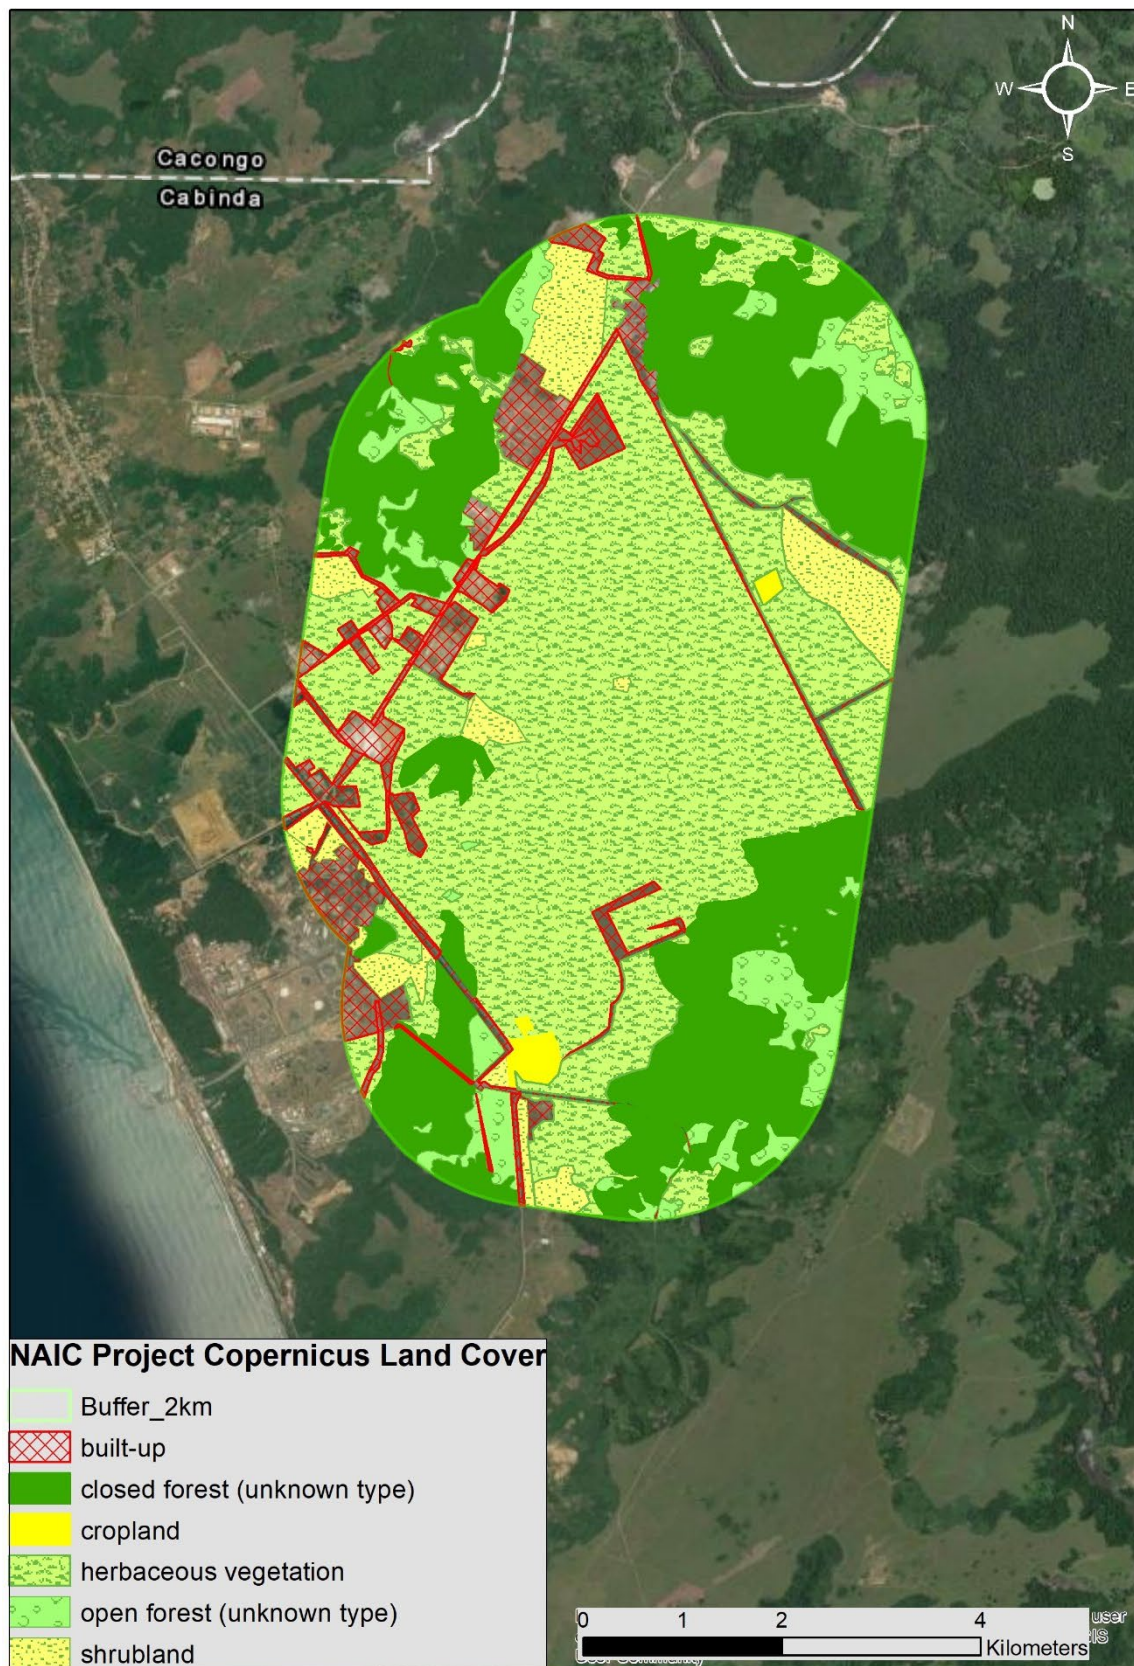 N
W E
S
Cacongo
Cabinda
NAIC Project Copernicus Land Cover
Buffer_2km
built-up
closed forest (unknown type)
cropland
herbaceous vegetation
open forest (unknown type)
shrubland
0 1 2 4
user
Kilometers